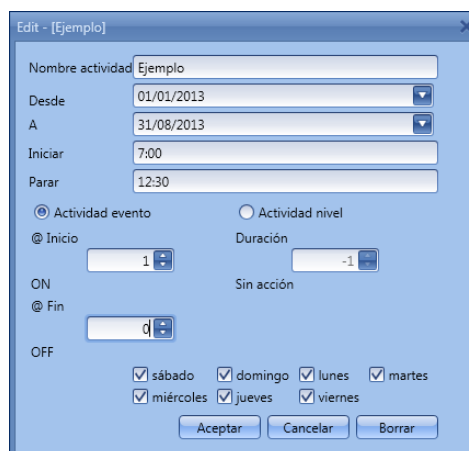 Edit - [Ejemplo]
Nombre actividad Ejemplo
Desde 01/01/2013
A 31/08/2013
Iniciar 7:00
Parar 12:30
Actividad evento Actividad nivel
@ Inicio Duración
1 -1
ON Sin acción
@ Fin
0
OFF
sábado domingo lunes martes
miércoles jueves viernes
Aceptar Cancelar Borrar